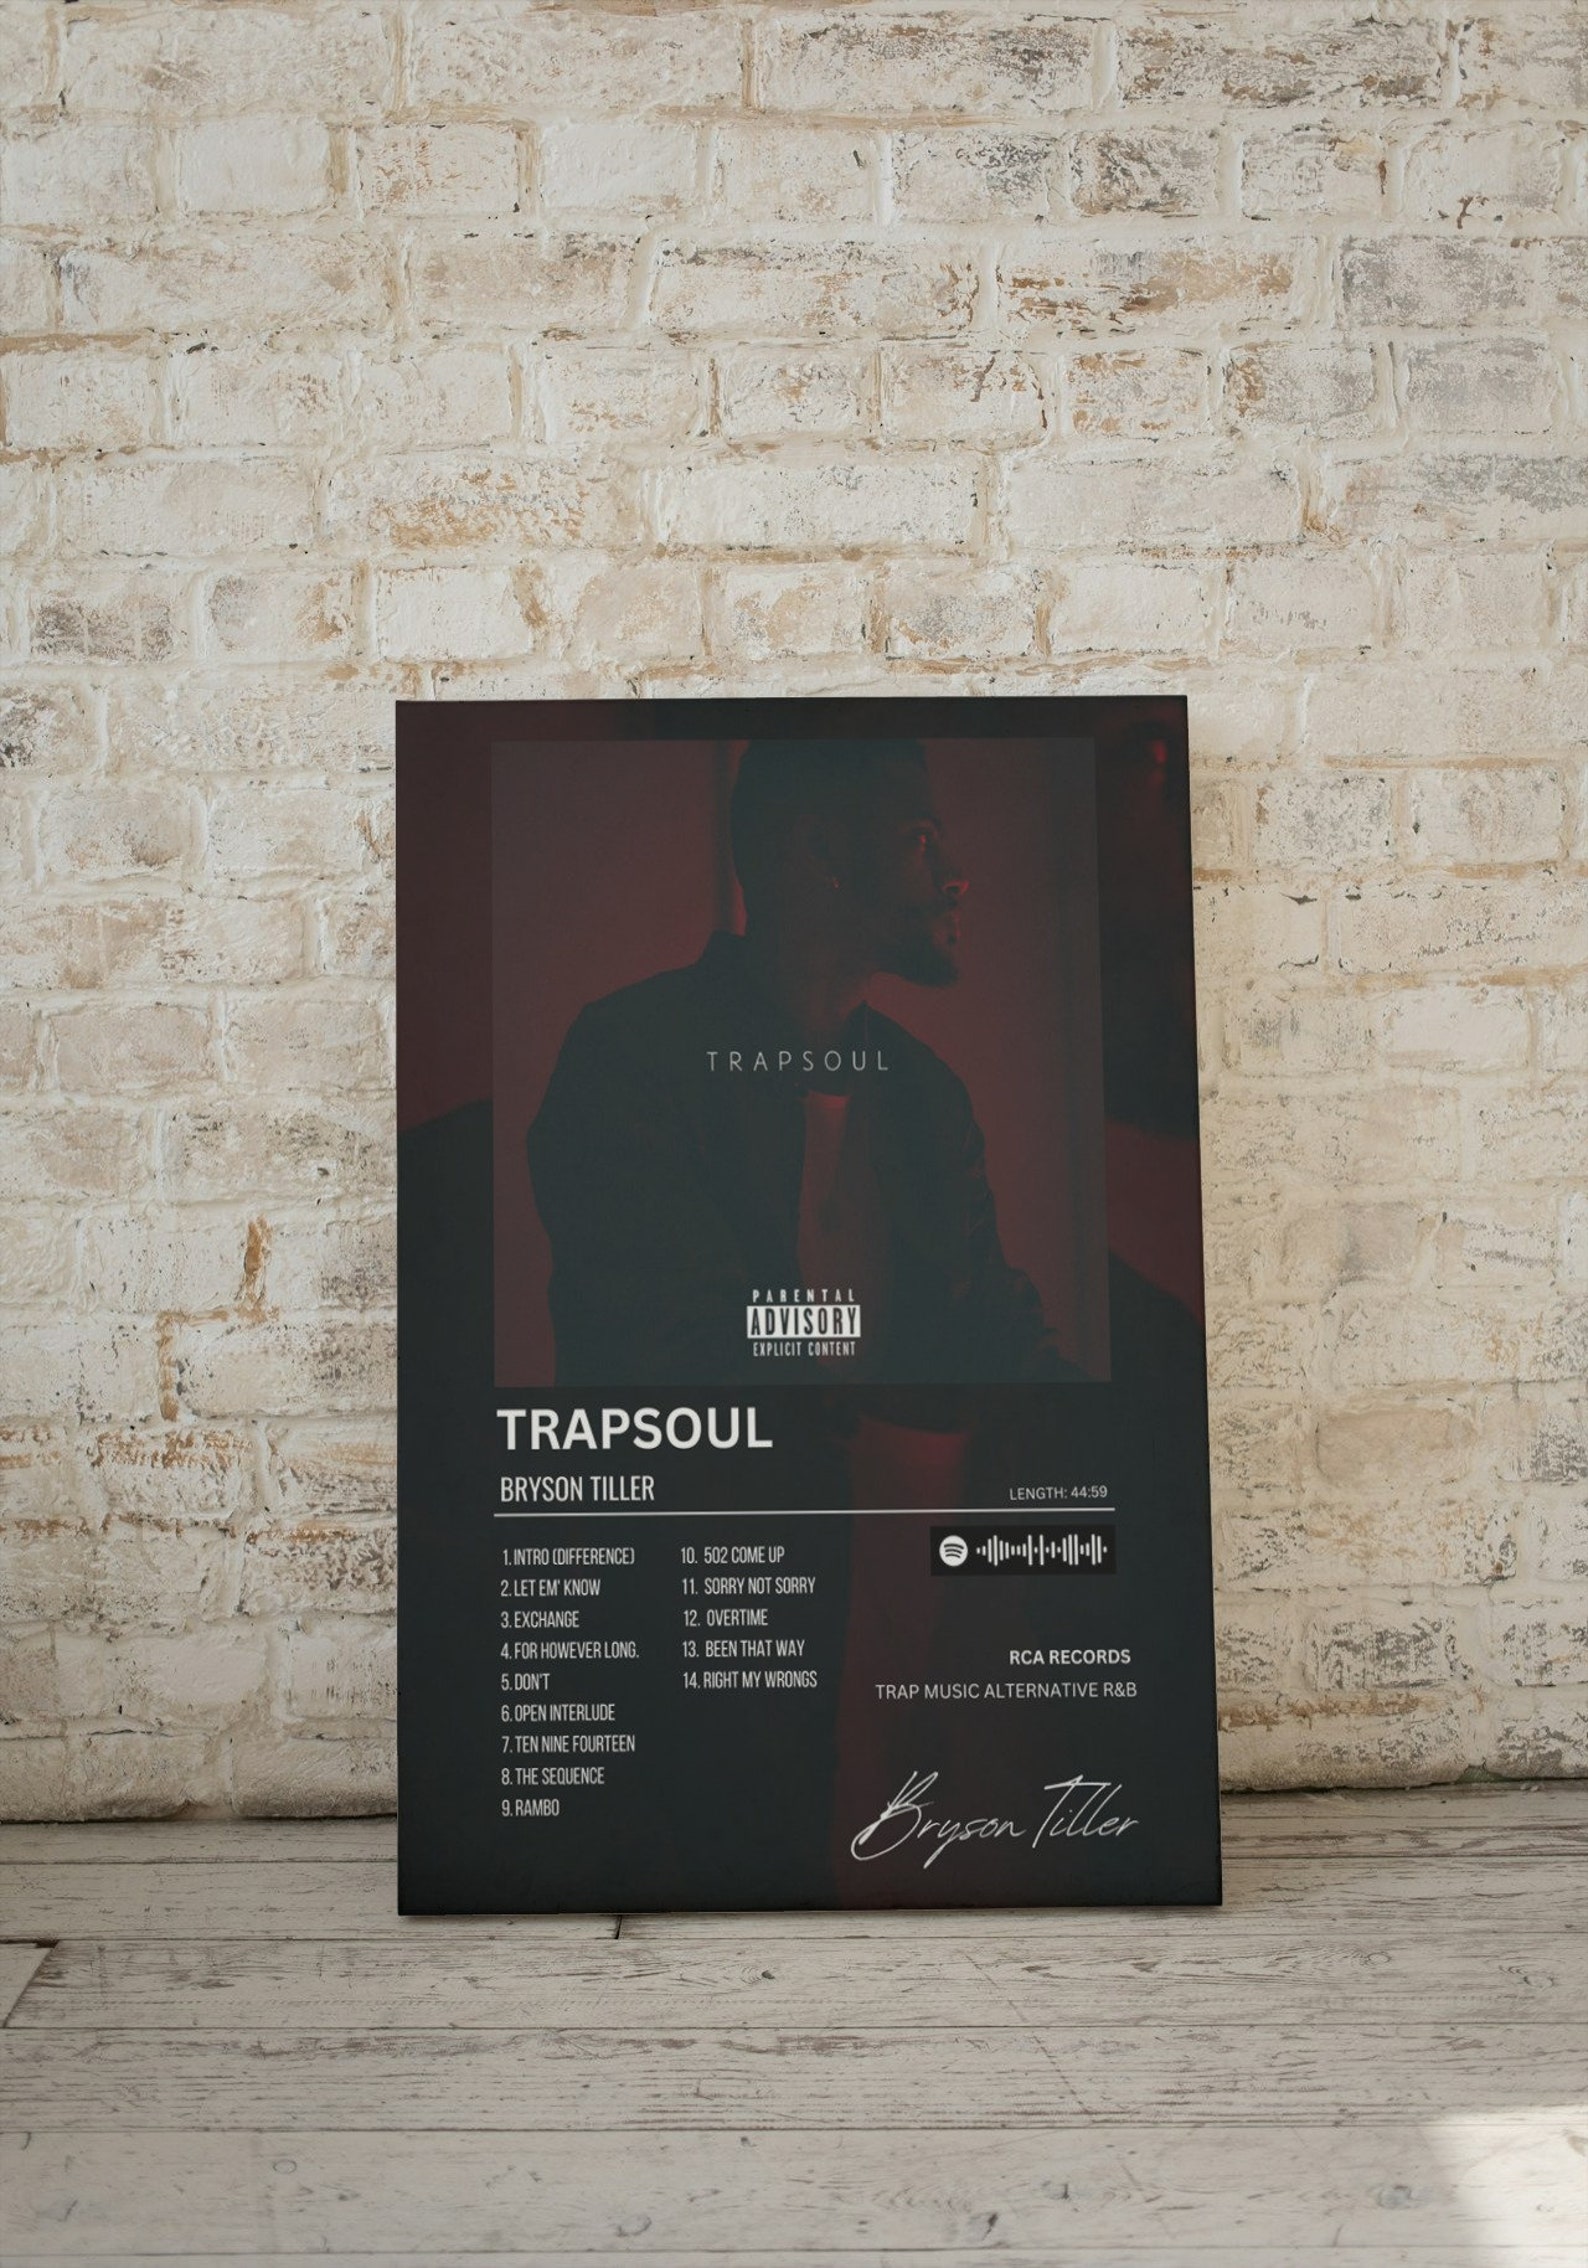 TRAPSOUL
PARENTAL
ADVISORY
EXPLICIT CONTENT
TRAPSOUL
BRYSON TILLER
LENGTH: 44:59
1. INTRO (DIFFERENCE)
2. LET EM' KNOW
3. EXCHANGE
4. FOR HOWEVER LONG.
5. DON'T
6. OPEN INTERLUDE
7. TEN NINE FOURTEEN
8. THE SEQUENCE
9. RAMBO
10. 502 COME UP
11. SORRY NOT SORRY
12. OVERTIME
13. BEEN THAT WAY
14. RIGHT MY WRONGS
RCA RECORDS
TRAP MUSIC ALTERNATIVE R&B
Bryson Tiller